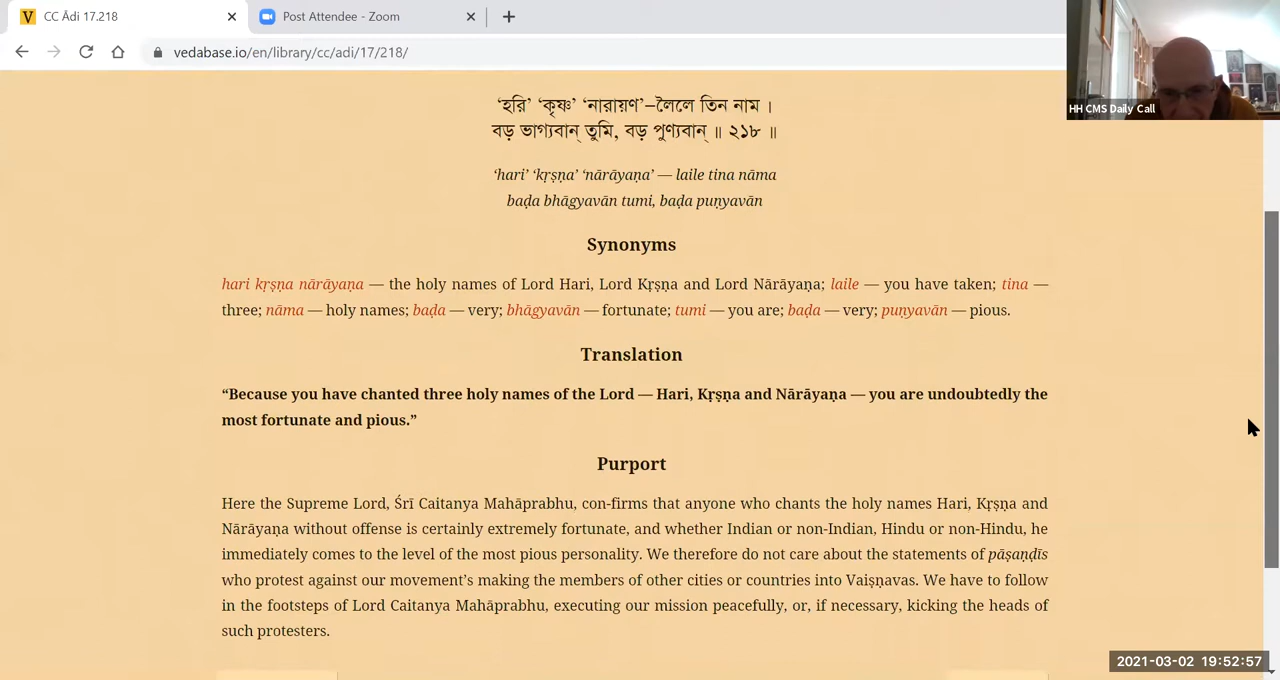 CC Ādi 17.218
Post Attendee - Zoom
vedabase.io/en/library/cc/adi/17/218/
HH CMS Daily Call
‘হরি’ ‘কৃষ্ণ’ ‘নারায়ণ’—লৈলে তিন নাম ।
বড় ভাগ্যবান্ তুমি, বড় পুণ্যবান্ ॥ ২১৮ ॥
‘hari’ ‘kṛṣṇa’ ‘nārāyaṇa’ — laile tina nāma
baḍa bhāgyavān tumi, baḍa puṇyavān
Synonyms
hari kṛṣṇa nārāyaṇa — the holy names of Lord Hari, Lord Kṛṣṇa and Lord Nārāyaṇa; laile — you have taken; tina —
three; nāma — holy names; baḍa — very; bhāgyavān — fortunate; tumi — you are; baḍa — very; puṇyavān — pious.
Translation
“Because you have chanted three holy names of the Lord — Hari, Kṛṣṇa and Nārāyaṇa — you are undoubtedly the
most fortunate and pious.”
Purport
Here the Supreme Lord, Śrī Caitanya Mahāprabhu, con-firms that anyone who chants the holy names Hari, Kṛṣṇa and
Nārāyaṇa without offense is certainly extremely fortunate, and whether Indian or non-Indian, Hindu or non-Hindu, he
immediately comes to the level of the most pious personality. We therefore do not care about the statements of pāṣaṇḍīs
who protest against our movement’s making the members of other cities or countries into Vaiṣṇavas. We have to follow
in the footsteps of Lord Caitanya Mahāprabhu, executing our mission peacefully, or, if necessary, kicking the heads of
such protesters.
2021-03-02 19:52:57